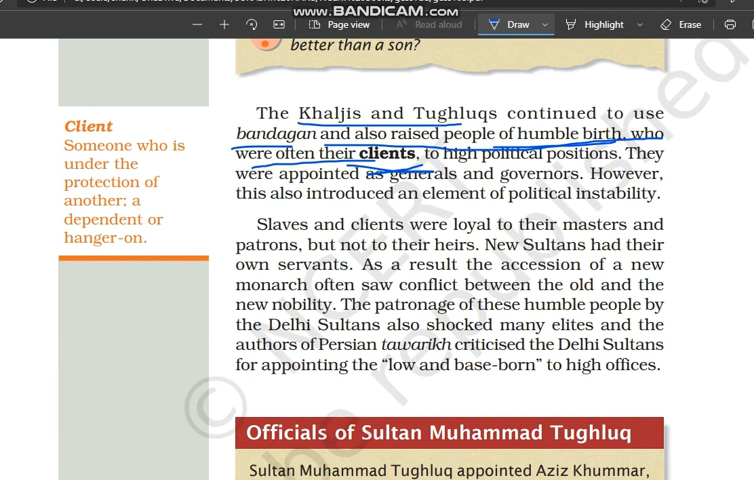 www.BANDICAM.com
Page view
Read aloud
Draw
Highlight
Erase
better than a son?
The Khaljis and Tughluqs continued to use
bandagan and also raised people of humble birth, who
were often their clients, to high political positions. They
were appointed as generals and governors. However,
this also introduced an element of political instability.
Client
Someone who is
under the
protection of
another; a
dependent or
hanger-on.
Slaves and clients were loyal to their masters and
patrons, but not to their heirs. New Sultans had their
own servants. As a result the accession of a new
monarch often saw conflict between the old and the
new nobility. The patronage of these humble people by
the Delhi Sultans also shocked many elites and the
authors of Persian tawarikh criticised the Delhi Sultans
for appointing the “low and base-born” to high offices.
© NCERT
be republished
Officials of Sultan Muhammad Tughluq
Sultan Muhammad Tughluq appointed Aziz Khummar,